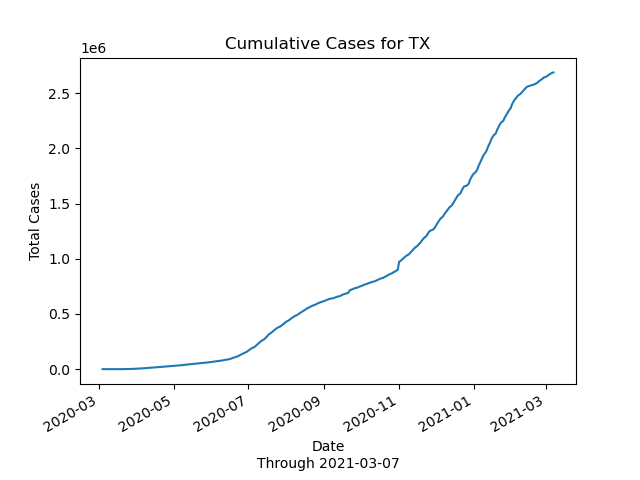 Cumulative Cases for TX
1e6
2.5
2.0
1.5
1.0
0.5
0.0
Total Cases
2020-03
2020-05
2020-07
2020-09
2020-11
2021-01
2021-03
Date
Through 2021-03-07